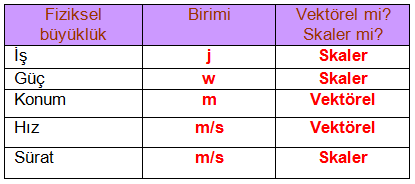 Fiziksel büyüklük Birimi Vektörel mi? Skaler mi?
İş j Skaler
Güç w Skaler
Konum m Vektörel
Hız m/s Vektörel
Sürat m/s Skaler